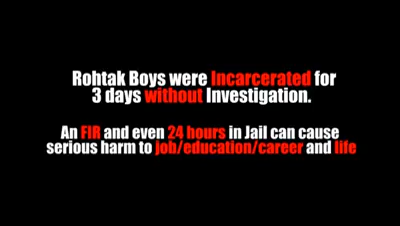 Rohtak Boys were Incarcerated for
3 days without Investigation.
An FIR and even 24 hours in Jail can cause
serious harm to job/education/career and life